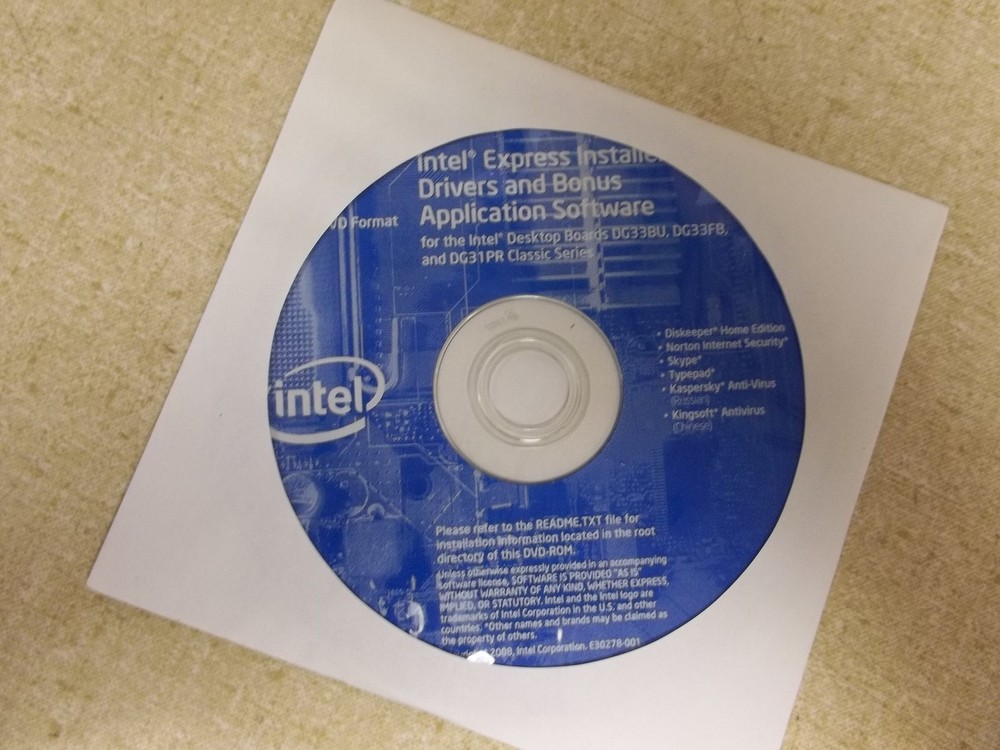 Intel® Express Installe
Drivers and Bonus
Application Software
VD Format
for the Intel® Desktop Boards DG33BU, DG33FB,
and DG31PR Classic Series
• Diskeeper* Home Edition
• Norton Internet Security*
• Skype*
• Typepad*
• Kaspersky* Anti-Virus
(Russian)
• Kingsoft* Antivirus
(Chinese)
intel
Please refer to the README.TXT file for
installation information located in the root
directory of this DVD-ROM.
Unless otherwise expressly provided in an accompanying
software license, SOFTWARE IS PROVIDED "AS IS"
WITHOUT WARRANTY OF ANY KIND, WHETHER EXPRESS,
IMPLIED, OR STATUTORY. Intel and the Intel logo are
trademarks of Intel Corporation in the U.S. and other
countries. *Other names and brands may be claimed as
the property of others.
2008, Intel Corporation. E30278-001